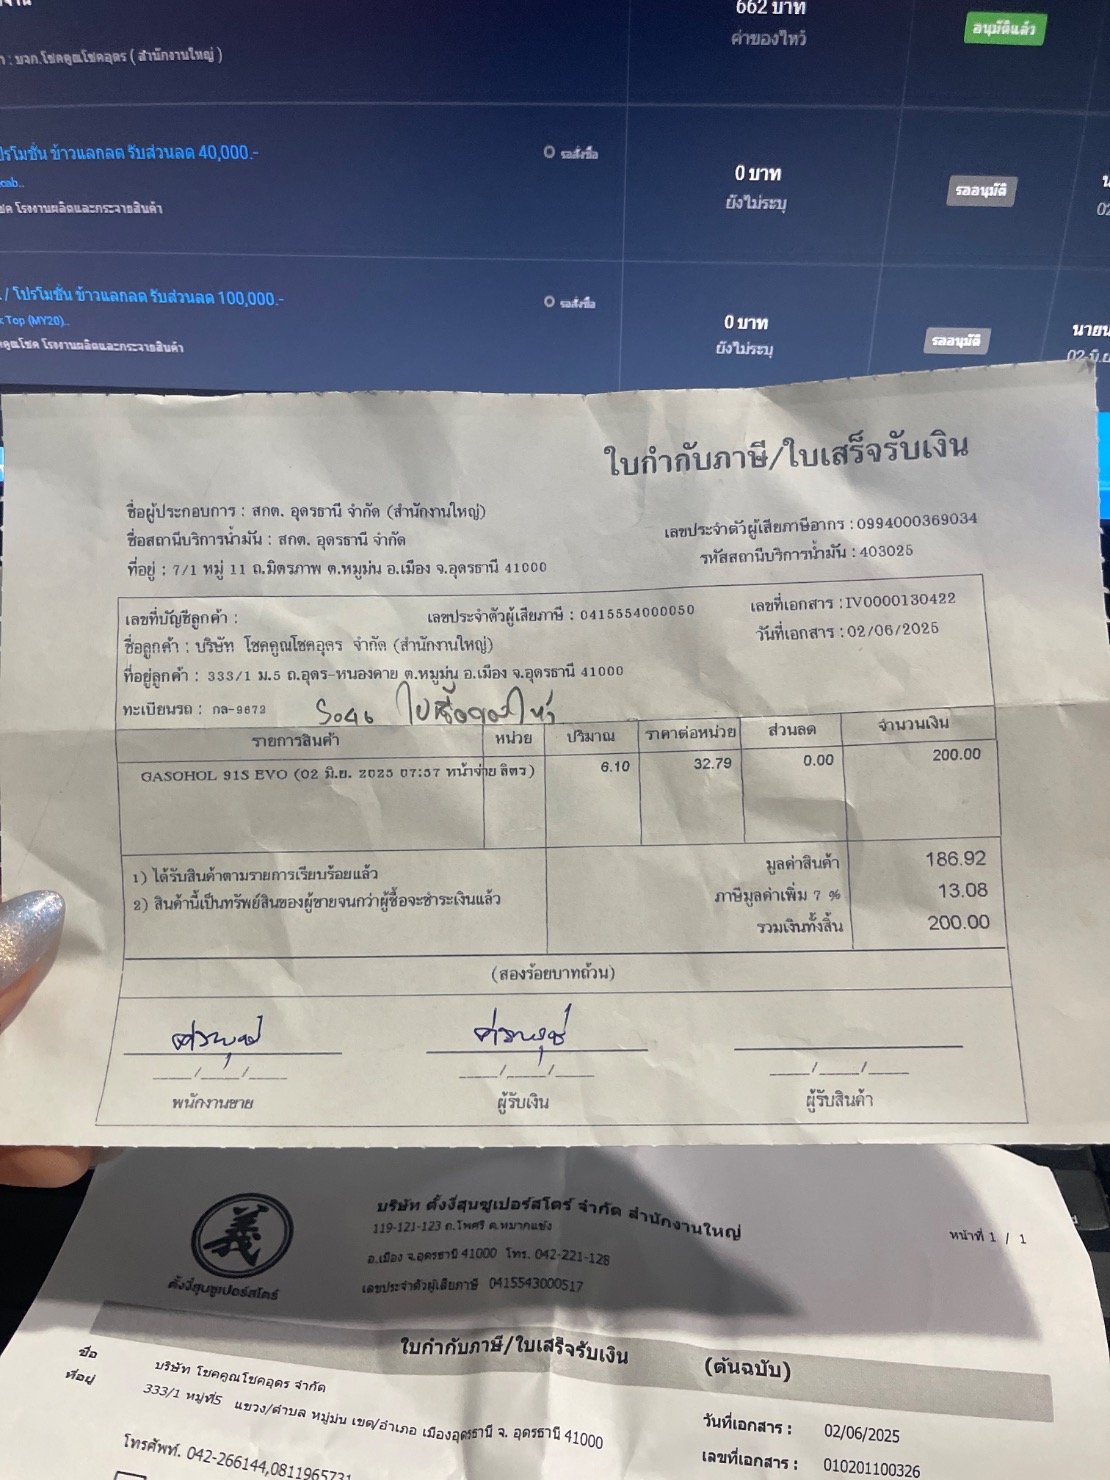 662 บาท
ค่าของไหว้
อนุมัติแล้ว
: บจก.โชคคูณโชคอุดร ( สำนักงานใหญ่ )
ปรโมชั่น ข้าวแลกลด รับส่วนลด 40,000.-
รอสั่งซื้อ
0 บาท
ยังไม่ระบุ
รออนุมัติ
cab..
โรงงานผลิตและกระจายสินค้า
/ โปรโมชั่น ข้าวแลกลด รับส่วนลด 100,000.-
รอสั่งซื้อ
0 บาท
ยังไม่ระบุ
รออนุมัติ
Top (MY20)..
คูณโชค โรงงานผลิตและกระจายสินค้า
ใบกำกับภาษี/ใบเสร็จรับเงิน
ชื่อผู้ประกอบการ : สกต. อุดรธานี จำกัด (สำนักงานใหญ่)
เลขประจำตัวผู้เสียภาษีอากร : 0994000369034
ชื่อสถานีบริการน้ำมัน : สกต. อุดรธานี จำกัด
รหัสสถานีบริการน้ำมัน : 403025
ที่อยู่ : 7/1 หมู่ 11 ถ.มิตรภาพ ต.หมูม่น อ.เมือง จ.อุดรธานี 41000
เลขที่บัญชีลูกค้า :
เลขประจำตัวผู้เสียภาษี : 0415554000050
เลขที่เอกสาร : IV0000130422
ชื่อลูกค้า : บริษัท โชคคูณโชคอุดร จำกัด (สำนักงานใหญ่)
วันที่เอกสาร : 02/06/2025
ที่อยู่ลูกค้า : 333/1 ม.5 ถ.อุดร-หนองคาย ต.หมูม่น อ.เมือง จ.อุดรธานี 41000
ทะเบียนรถ : กล-9672 ไปซื้อของไหว้
รายการสินค้า หน่วย ปริมาณ ราคาต่อหน่วย ส่วนลด จำนวนเงิน
GASOHOL 91S EVO (02 มิ.ย. 2025 07:57 หน้าจ่าย ลิตร) 6.10 32.79 0.00 200.00
1) ได้รับสินค้าตามรายการเรียบร้อยแล้ว
มูลค่าสินค้า 186.92
2) สินค้านี้เป็นทรัพย์สินของผู้ขายจนกว่าผู้ซื้อจะชำระเงินแล้ว
ภาษีมูลค่าเพิ่ม 7 % 13.08
รวมเงินทั้งสิ้น 200.00
(สองร้อยบาทถ้วน)
พนักงานขาย ผู้รับเงิน ผู้รับสินค้า
義
ตั้งงี่สุนซูเปอร์สโตร์
บริษัท ตั้งงี่สุนซูเปอร์สโตร์ จำกัด สำนักงานใหญ่
119-121-123 ถ.โพศรี ต.หมากแข้ง
หน้าที่ 1 / 1
อ.เมือง จ.อุดรธานี 41000 โทร. 042-221-128
เลขประจำตัวผู้เสียภาษี 0415543000517
ใบกำกับภาษี/ใบเสร็จรับเงิน (ต้นฉบับ)
ชื่อ บริษัท โชคคูณโชคอุดร จำกัด
ที่อยู่ 333/1 หมู่ที่5 แขวง/ตำบล หมูม่น เขต/อำเภอ เมืองอุดรธานี จ. อุดรธานี 41000
วันที่เอกสาร : 02/06/2025
โทรศัพท์. 042-266144,0811965731
เลขที่เอกสาร : 010201100326